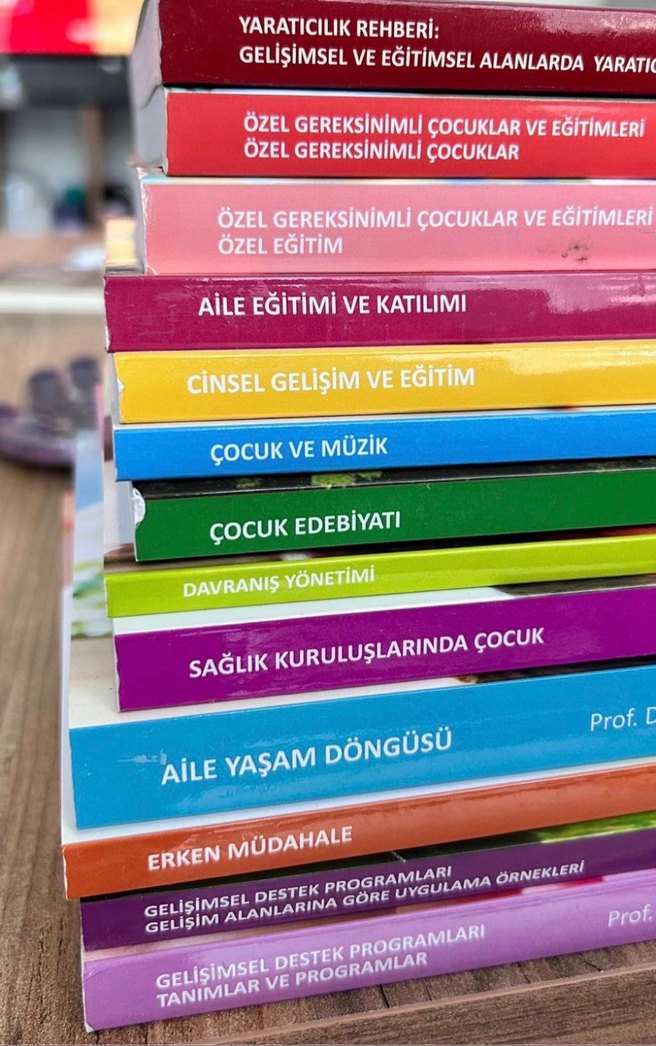 YARATICILIK REHBERİ:
GELİŞİMSEL VE EĞİTİMSEL ALANLARDA YARATIC
ÖZEL GEREKSİNİMLİ ÇOCUKLAR VE EĞİTİMLERİ
ÖZEL GEREKSİNİMLİ ÇOCUKLAR
ÖZEL GEREKSİNİMLİ ÇOCUKLAR VE EĞİTİMLERİ
ÖZEL EĞİTİM
AİLE EĞİTİMİ VE KATILIMI
CİNSEL GELİŞİM VE EĞİTİM
ÇOCUK VE MÜZİK
ÇOCUK EDEBİYATI
DAVRANIŞ YÖNETİMİ
SAĞLIK KURULUŞLARINDA ÇOCUK
AİLE YAŞAM DÖNGÜSÜ Prof. D
ERKEN MÜDAHALE
GELİŞİMSEL DESTEK PROGRAMLARI
GELİŞİM ALANLARINA GÖRE UYGULAMA ÖRNEKLERİ
GELİŞİMSEL DESTEK PROGRAMLARI Prof.
TANIMLAR VE PROGRAMLAR